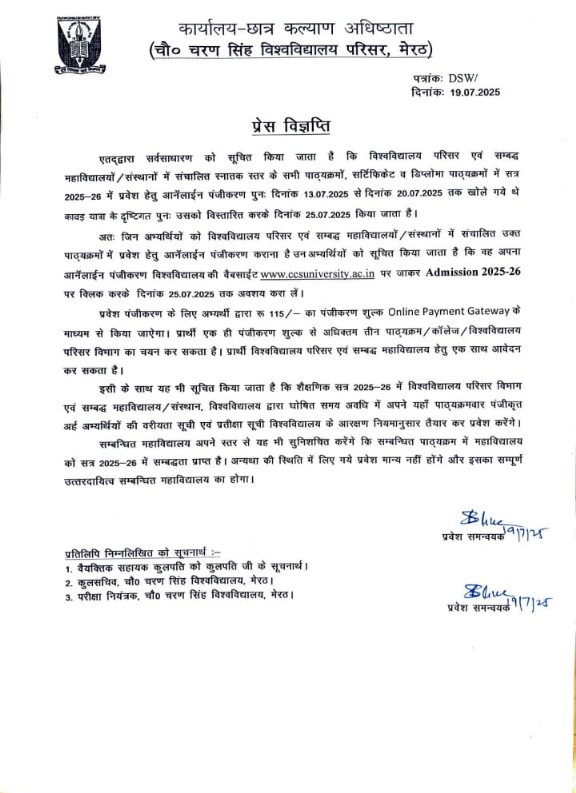 कार्यालय-छात्र कल्याण अधिष्ठाता
(चौ० चरण सिंह विश्वविद्यालय परिसर, मेरठ)
पत्रांकः DSW/
दिनांकः 19.07.2025
प्रेस विज्ञप्ति
एतद्द्वारा सर्वसाधारण को सूचित किया जाता है कि विश्वविद्यालय परिसर एवं सम्बद्ध
महाविद्यालयों/संस्थानों में संचालित स्नातक स्तर के सभी पाठ्यक्रमों, सर्टिफिकेट व डिप्लोमा पाठ्यक्रमों में सत्र
2025-26 में प्रवेश हेतु आर्नेलाईन पंजीकरण पुनः दिनांक 13.07.2025 से दिनांक 20.07.2025 तक खोले गये थे
कावड़ यात्रा के दृष्टिगत पुनः उसको विस्तारित करके दिनांक 25.07.2025 किया जाता है।
अतः जिन अभ्यर्थियों को विश्वविद्यालय परिसर एवं सम्बद्ध महाविद्यालयों/संस्थानों में संचालित उक्त
पाठ्यक्रमों में प्रवेश हेतु आर्नेलाईन पंजीकरण कराना है उन अभ्यर्थियों को सूचित किया जाता है कि वह अपना
आर्नेलाईन पंजीकरण विश्वविद्यालय की वैबसाईट www.ccsuniversity.ac.in पर जाकर Admission 2025-26
पर क्लिक करके दिनांक 25.07.2025 तक अवश्य करा लें।
प्रवेश पंजीकरण के लिए अभ्यर्थी द्वारा रू 115/- का पंजीकरण शुल्क Online Payment Gateway के
माध्यम से किया जाऐगा। प्रार्थी एक ही पंजीकरण शुल्क से अधिक्तम तीन पाठ्यक्रम/कॉलेज/विश्वविद्यालय
परिसर विभाग का चयन कर सकता है। प्रार्थी विश्वविद्यालय परिसर एवं सम्बद्ध महाविद्यालय हेतु एक साथ आवेदन
कर सकता है।
इसी के साथ यह भी सूचित किया जाता है कि शैक्षणिक सत्र 2025-26 में विश्वविद्यालय परिसर विभाग
एवं सम्बद्ध महाविद्यालय/संस्थान, विश्वविद्यालय द्वारा घोषित समय अवधि में अपने यहाँ पाठ्यक्रमवार पंजीकृत
अर्ह अभ्यर्थियों की वरीयता सूची एवं प्रतीक्षा सूची विश्वविद्यालय के आरक्षण नियमानुसार तैयार कर प्रवेश करेंगे।
सम्बन्धित महाविद्यालय अपने स्तर से यह भी सुनिशचित करेंगे कि सम्बन्धित पाठ्यक्रम में महाविद्यालय
को सत्र 2025-26 में सम्बद्धता प्राप्त है। अन्यथा की स्थिति में लिए गये प्रवेश मान्य नहीं होंगे और इसका सम्पूर्ण
उत्तरदायित्व सम्बन्धित महाविद्यालय का होगा।
प्रवेश समन्वयक 19/7/25
प्रतिलिपि निम्नलिखित को सूचनार्थ :-
1. वैयक्तिक सहायक कुलपति को कुलपति जी के सूचनार्थ।
2. कुलसचिव, चौ० चरण सिंह विश्वविद्यालय, मेरठ।
3. परीक्षा नियंत्रक, चौ० चरण सिंह विश्वविद्यालय, मेरठ।
प्रवेश समन्वयक 19/7/25